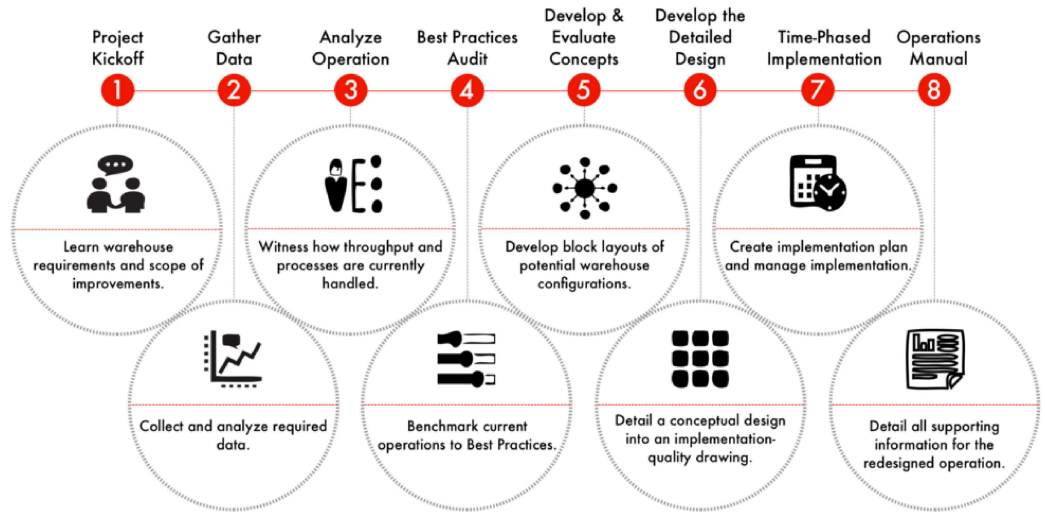 Project
Kickoff
1
Gather
Data
2
Analyze
Operation
3
Best Practices
Audit
4
Develop &
Evaluate
Concepts
5
Develop the
Detailed
Design
6
Time-Phased
Implementation
7
Operations
Manual
8
Learn warehouse
requirements and scope of
improvements.
Collect and analyze required
data.
Witness how throughput and
processes are currently
handled.
Benchmark current
operations to Best Practices.
Develop block layouts of
potential warehouse
configurations.
Detail a conceptual design
into an implementation-
quality drawing.
Create implementation plan
and manage implementation.
Detail all supporting
information for the
redesigned operation.